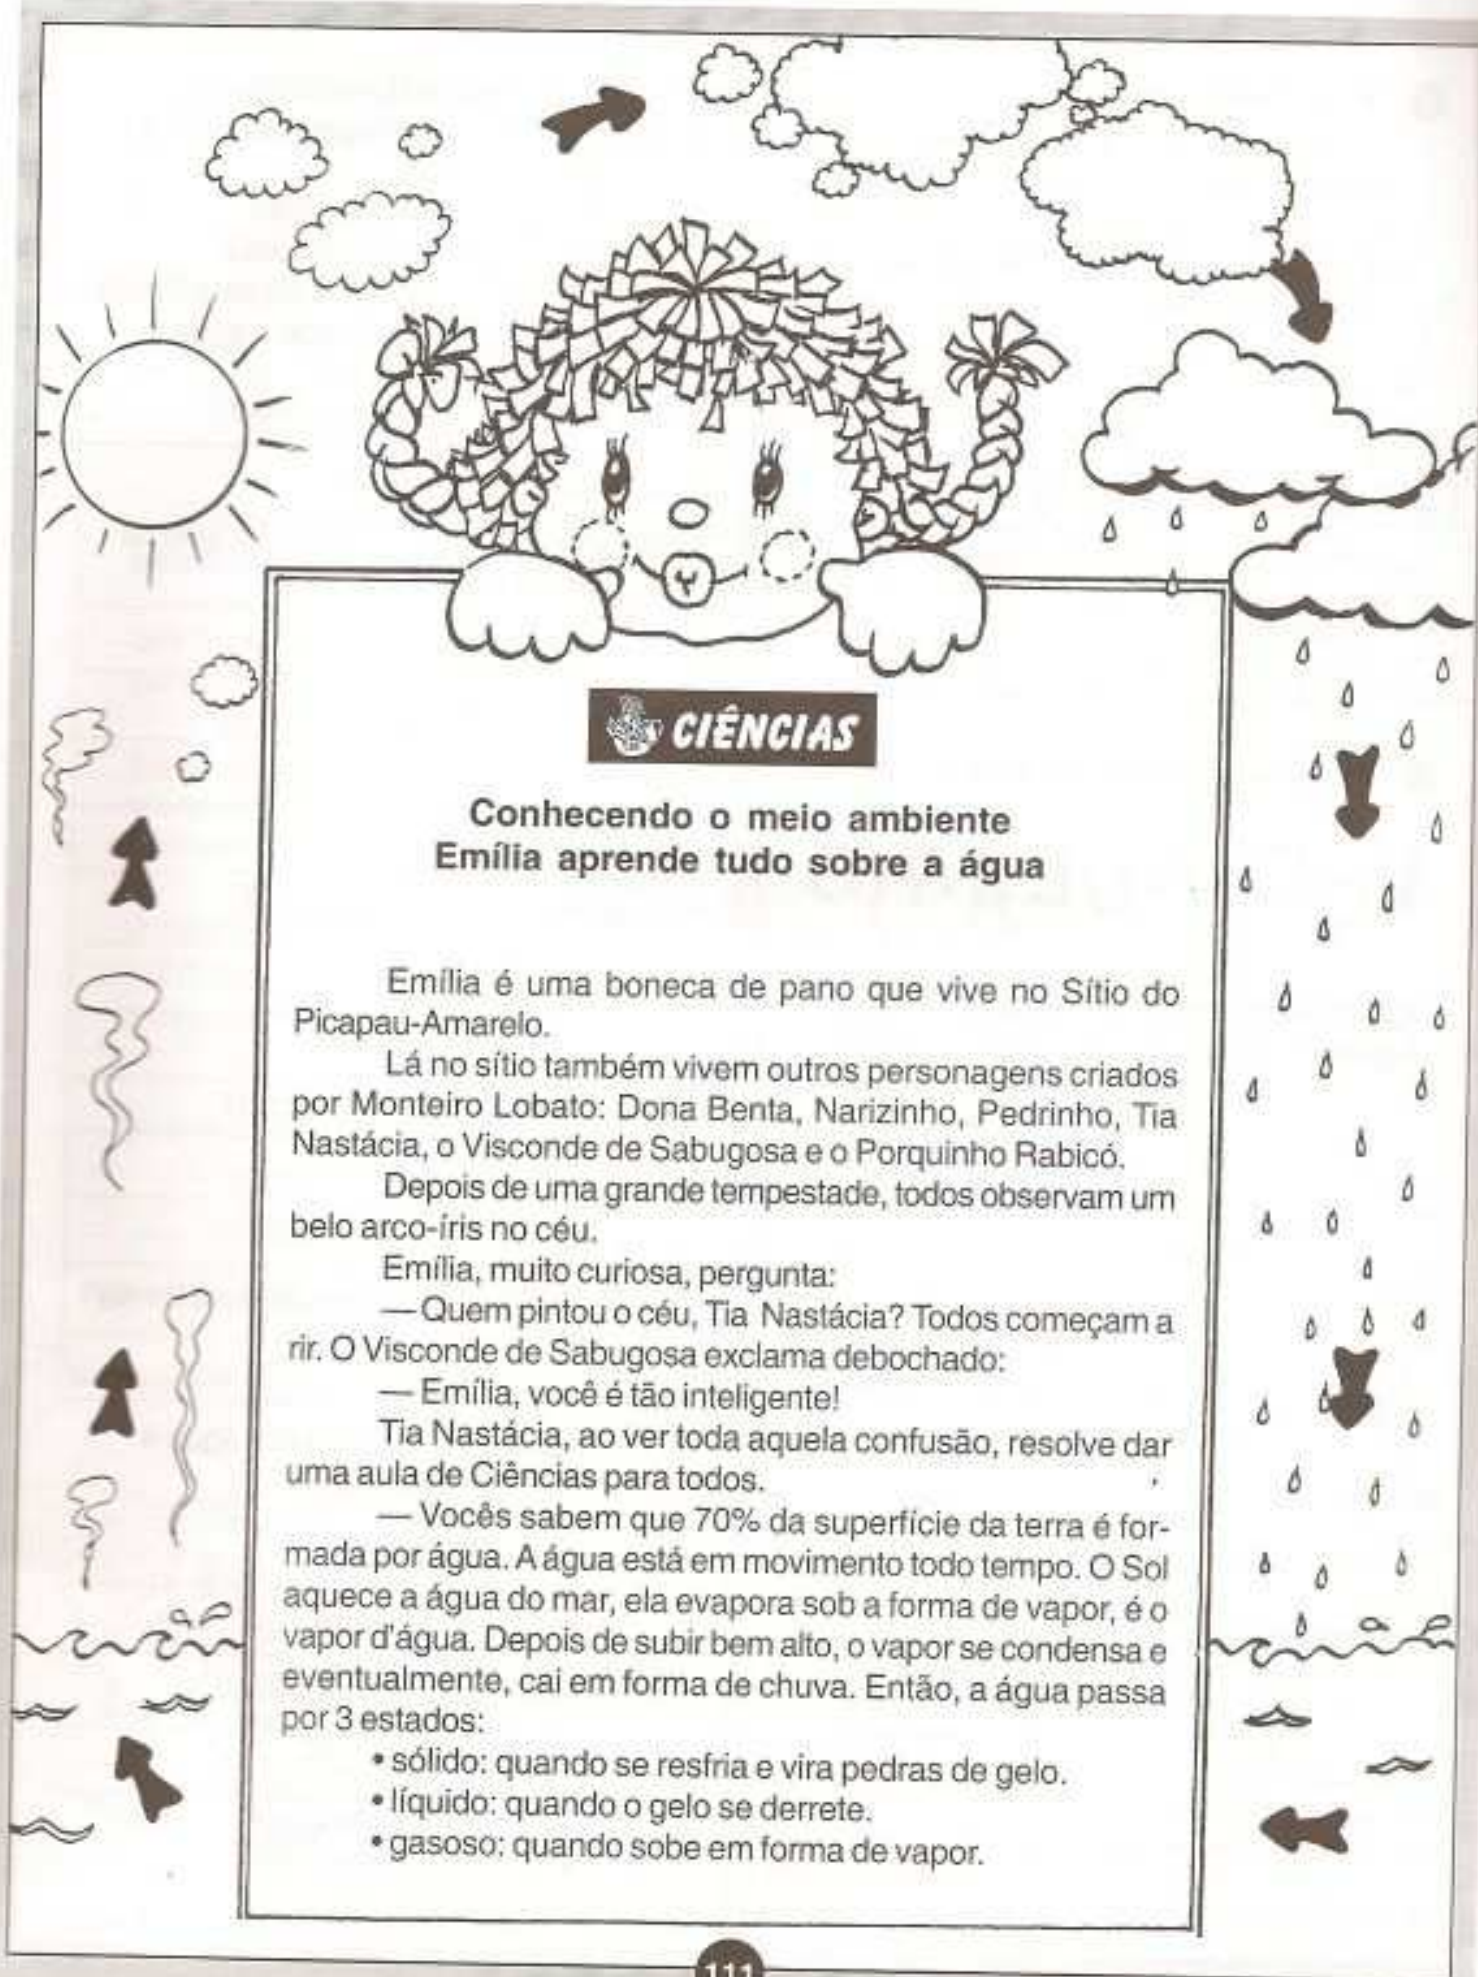 CIÊNCIAS
Conhecendo o meio ambiente
Emília aprende tudo sobre a água
Emília é uma boneca de pano que vive no Sítio do
Picapau-Amarelo.
Lá no sítio também vivem outros personagens criados
por Monteiro Lobato: Dona Benta, Narizinho, Pedrinho, Tia
Nastácia, o Visconde de Sabugosa e o Porquinho Rabicó.
Depois de uma grande tempestade, todos observam um
belo arco-íris no céu.
Emília, muito curiosa, pergunta:
— Quem pintou o céu, Tia Nastácia? Todos começam a
rir. O Visconde de Sabugosa exclama debochado:
— Emília, você é tão inteligente!
Tia Nastácia, ao ver toda aquela confusão, resolve dar
uma aula de Ciências para todos.
— Vocês sabem que 70% da superfície da terra é for-
mada por água. A água está em movimento todo tempo. O Sol
aquece a água do mar, ela evapora sob a forma de vapor, é o
vapor d'água. Depois de subir bem alto, o vapor se condensa e
eventualmente, cai em forma de chuva. Então, a água passa
por 3 estados:
• sólido: quando se resfria e vira pedras de gelo.
• líquido: quando o gelo se derrete.
• gasoso: quando sobe em forma de vapor.
111